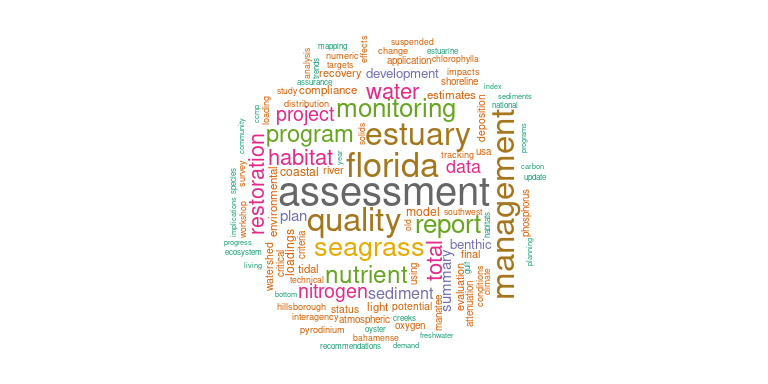 mapping
suspended
effects
change
estuarine
analysis
trends
numeric
application
chlorophylla
targets
recovery
development
impacts
assurance
shoreline
index
study
compliance
water
estimates
sediments
distribution
monitoring
national
comp
loading
project
deposition
community
program
solids
estuary
programs
restoration
habitat
year
florida
tracking
usa
data
management
carbon
species
survey
environmental
coastal
river
update
assessment
implications
workshop
plan
quality
old
model
southwest
report
habitats
phosphorus
progress
criteria
seagrass
total
benthic
planning
ecosystem
watershed
critical
loadings
summary
final
living
tidal
technical
nutrient
using
evaluation
gulf
climate
conditions
bottom
nitrogen
sediment
attenuation
hillsborough
status
light
potential
manatee
interagency
atmospheric
creeks
pyrodinium
oyster
oxygen
bahamense
freshwater
recommendations
demand